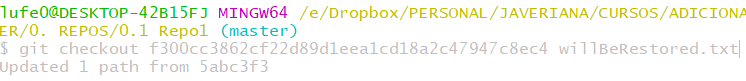 lufe0@DESKTOP-42B15FJ MINGW64 /e/Dropbox/PERSONAL/JAVERIANA/CURSOS/ADICIONA
ER/0. REPOS/0.1 Repo1 (master)
$ git checkout f300cc3862cf22d89d1eea1cd18a2c47947c8ec4 willBeRestored.txt
Updated 1 path from 5abc3f3